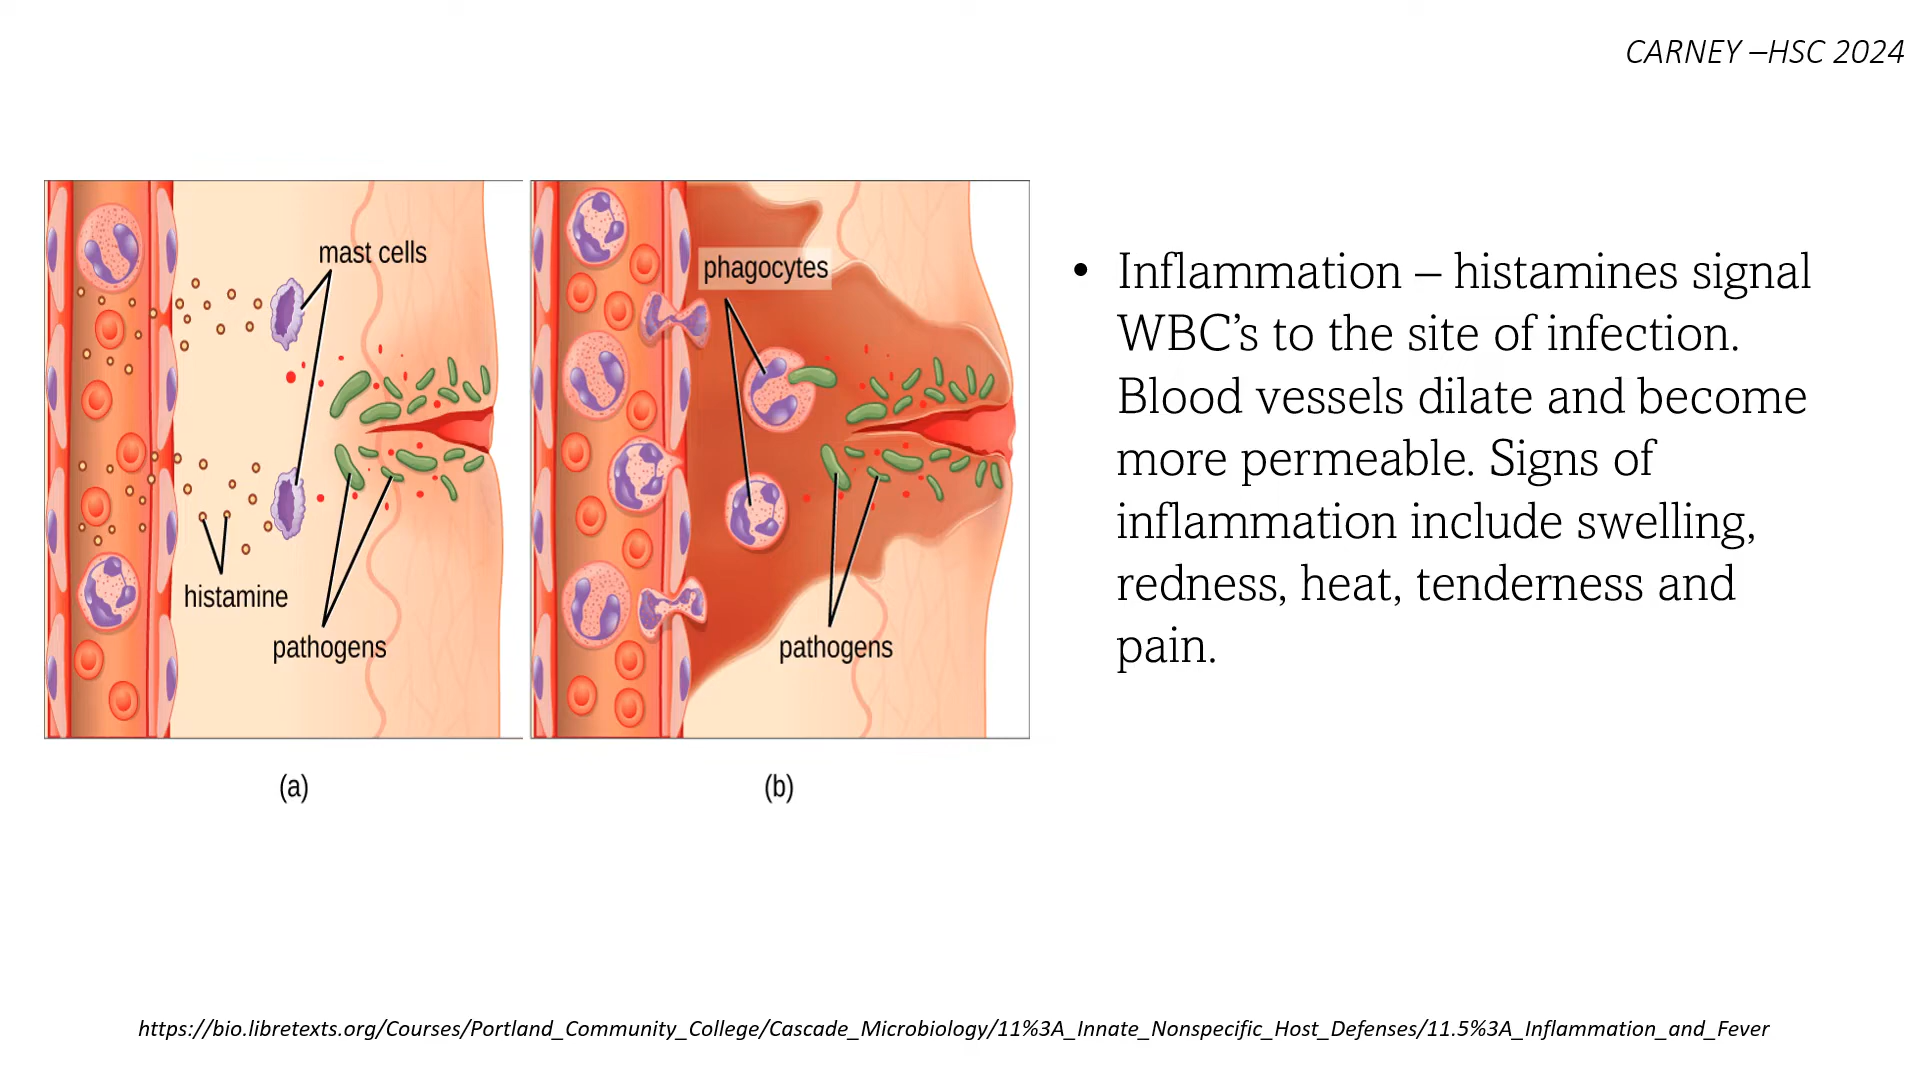 CARNEY –HSC 2024
mast cells
histamine
pathogens
(a)
phagocytes
pathogens
(b)
• Inflammation – histamines signal
WBC’s to the site of infection.
Blood vessels dilate and become
more permeable. Signs of
inflammation include swelling,
redness, heat, tenderness and
pain.
https://bio.libretexts.org/Courses/Portland_Community_College/Cascade_Microbiology/11%3A_Innate_Nonspecific_Host_Defenses/11.5%3A_Inflammation_and_Fever